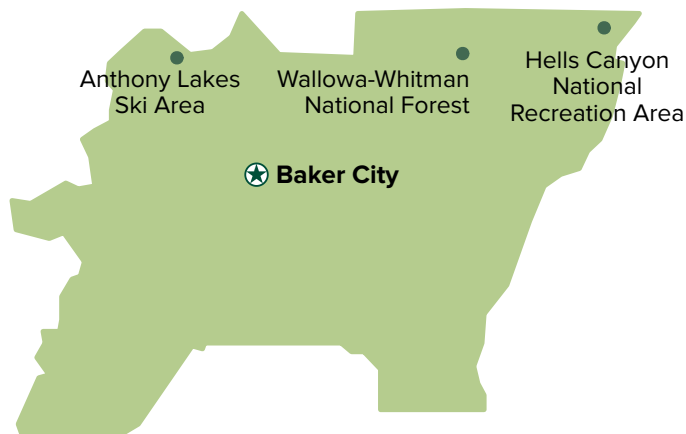 Anthony Lakes
Ski Area
Wallowa-Whitman
National Forest
Hells Canyon
National
Recreation Area
Baker City